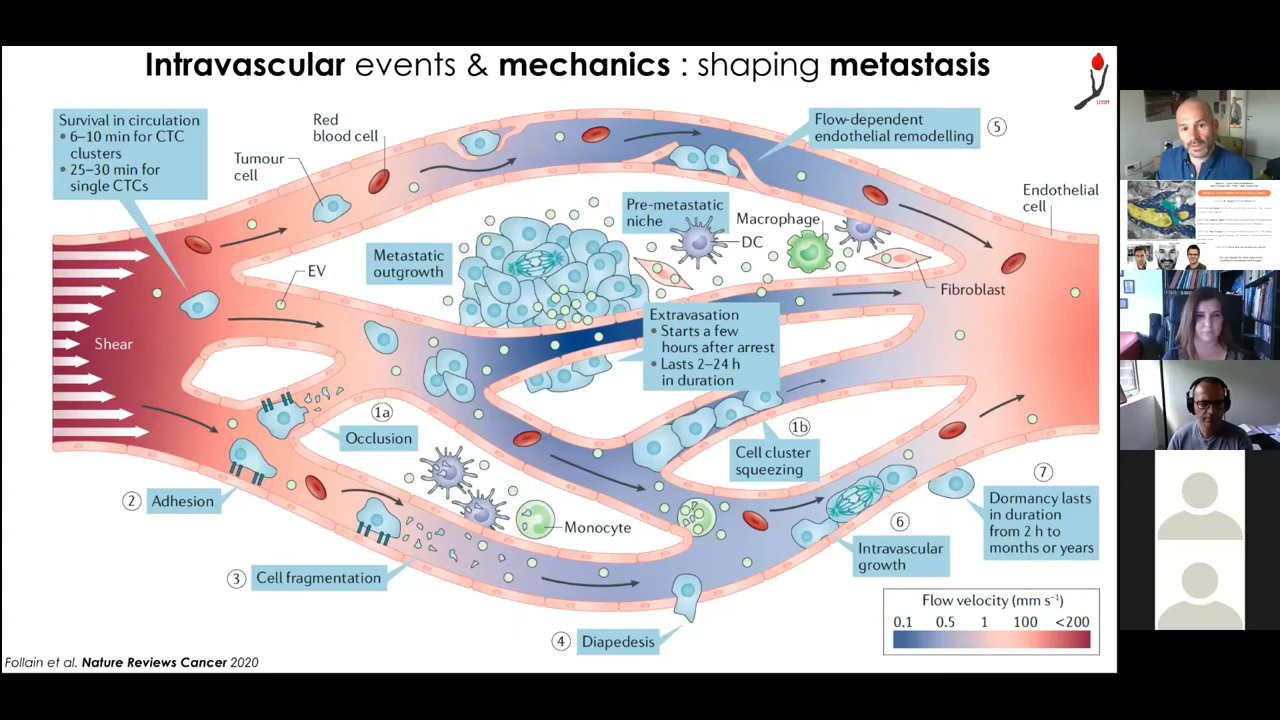 Intravascular events & mechanics : shaping metastasis
Survival in circulation
• 6–10 min for CTC
clusters
• 25–30 min for
single CTCs
Red
blood cell
Tumour
cell
Flow-dependent
endothelial remodelling
5
Endothelial
cell
Pre-metastatic
niche
Macrophage
DC
Metastatic
outgrowth
EV
Fibroblast
Extravasation
• Starts a few
hours after arrest
• Lasts 2–24 h
in duration
Shear
1a
Occlusion
1b
Cell cluster
squeezing
2
Adhesion
Monocyte
7
Dormancy lasts
in duration
from 2 h to
months or years
6
Intravascular
growth
3
Cell fragmentation
4
Diapedesis
Flow velocity (mm s⁻¹)
0.1 0.5 1 100 <200
Follain et al. Nature Reviews Cancer 2020